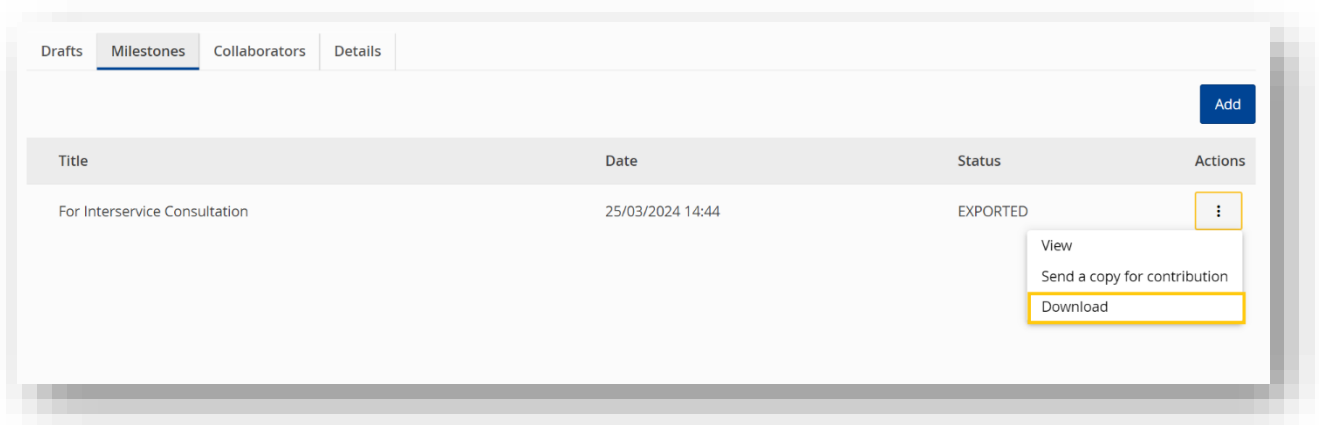 Drafts Milestones Collaborators Details
Add
Title Date Status Actions
For Interservice Consultation 25/03/2024 14:44 EXPORTED
View
Send a copy for contribution
Download